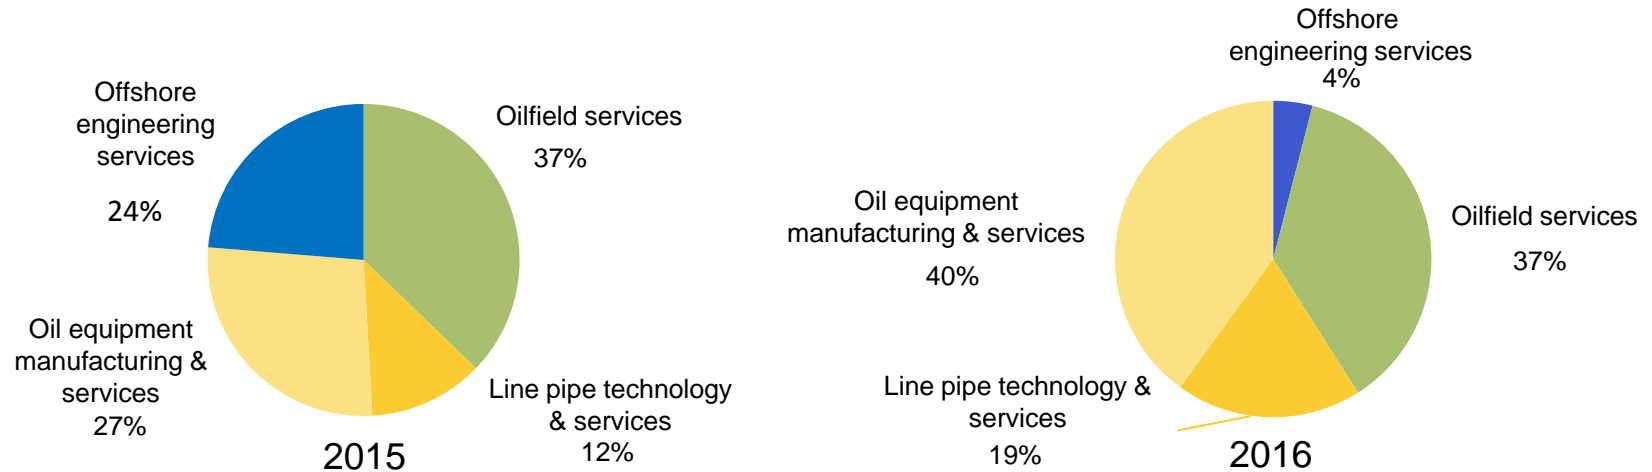 Offshore
engineering
services
24%
Oilfield services
37%
Oil equipment
manufacturing &
services
27%
Line pipe technology
& services
12%
2015
Offshore
engineering services
4%
Oil equipment
manufacturing & services
40%
Oilfield services
37%
Line pipe technology &
services
19%
2016